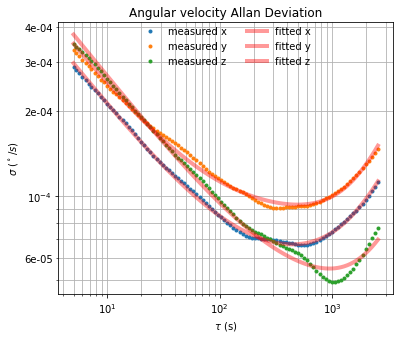 Angular velocity Allan Deviation
measured x
measured y
measured z
fitted x
fitted y
fitted z
σ (°/s)
4e-04
3e-04
2e-04
10⁻⁴
6e-05
10¹
10²
10³
τ (s)